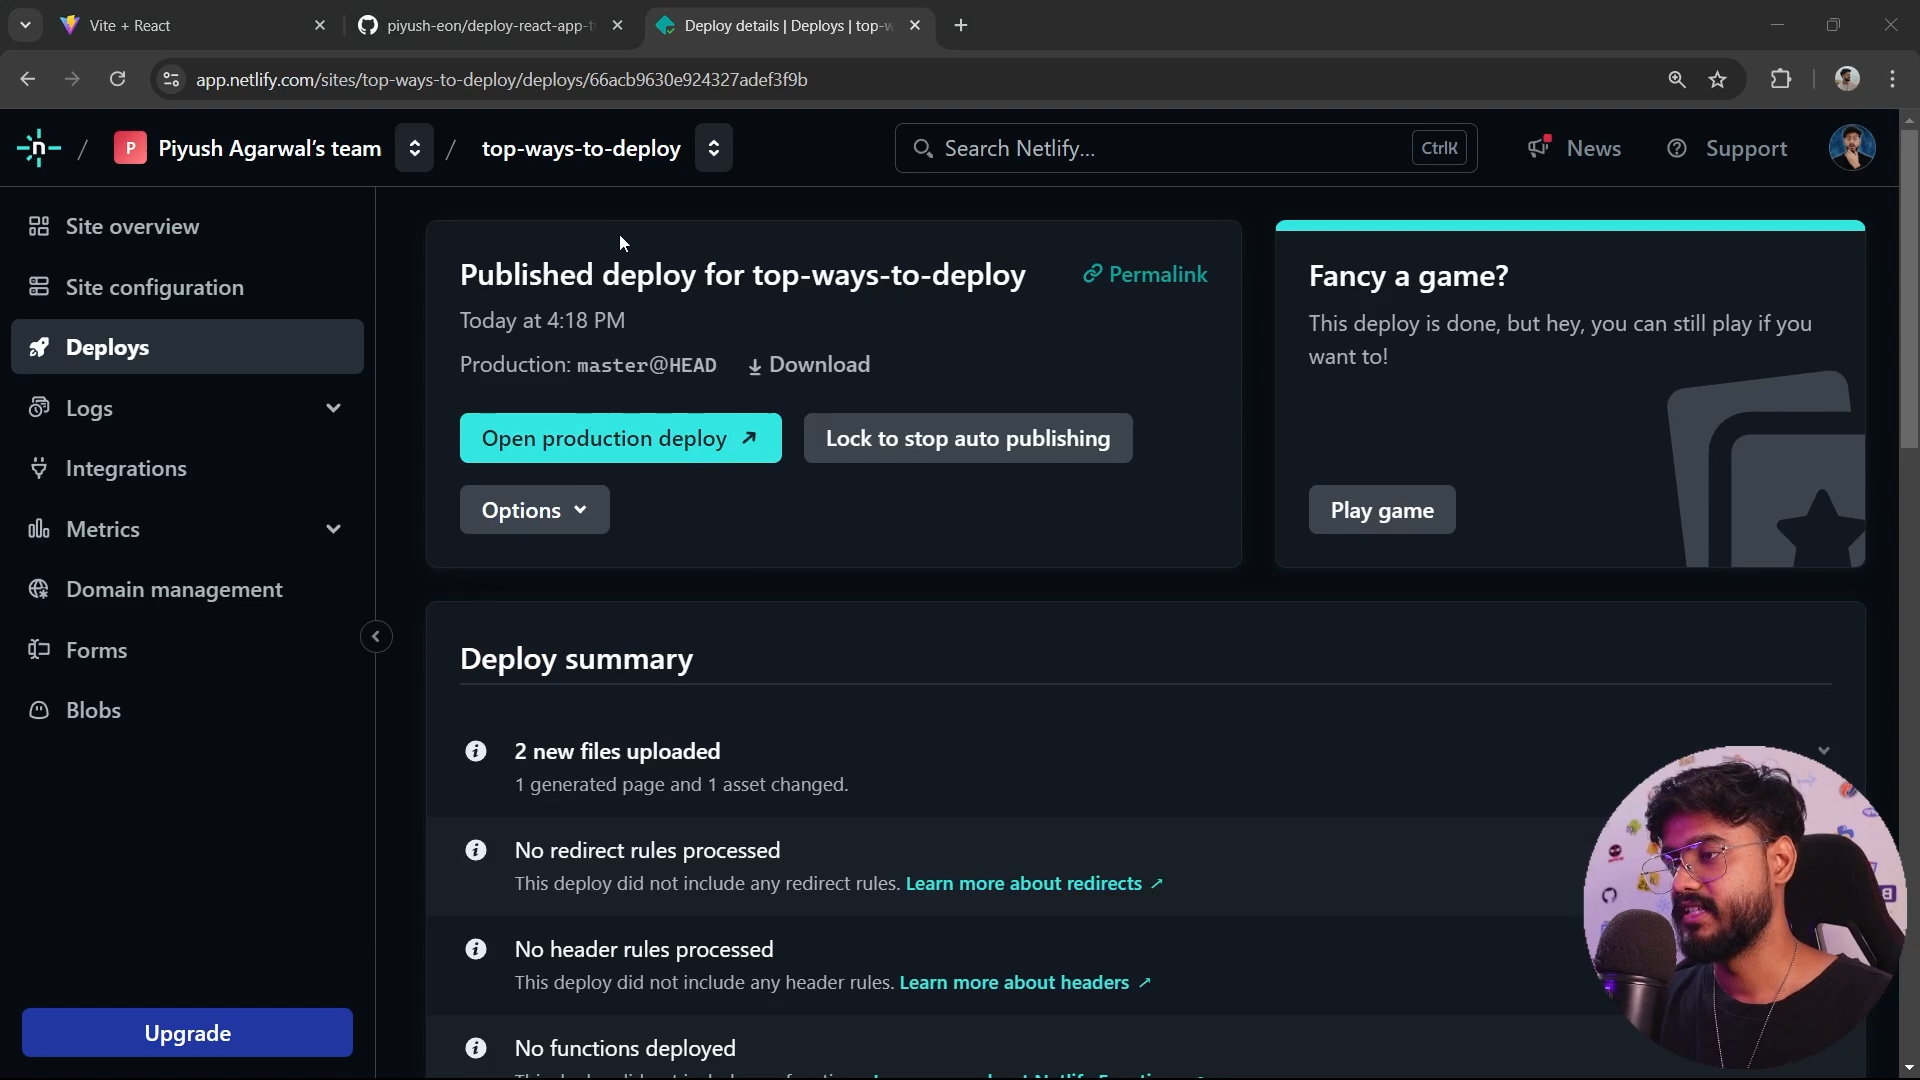 Vite + React
piyush-eon/deploy-react-app-t
Deploy details | Deploys | top-w
app.netlify.com/sites/top-ways-to-deploy/deploys/66acb9630e924327adef3f9b
n / P Piyush Agarwal's team / top-ways-to-deploy
Search Netlify...
CtrlK
News
Support
Site overview
Site configuration
Deploys
Logs
Integrations
Metrics
Domain management
Forms
Blobs
Upgrade
Published deploy for top-ways-to-deploy
Permalink
Today at 4:18 PM
Production: master@HEAD
Download
Open production deploy
Lock to stop auto publishing
Options
Fancy a game?
This deploy is done, but hey, you can still play if you
want to!
Play game
Deploy summary
2 new files uploaded
1 generated page and 1 asset changed.
No redirect rules processed
This deploy did not include any redirect rules. Learn more about redirects
No header rules processed
This deploy did not include any header rules. Learn more about headers
No functions deployed